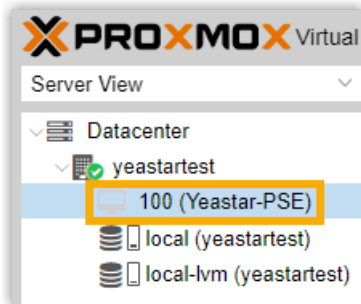 PROXMOX Virtual
Server View
Datacenter
yeastartest
100 (Yeastar-PSE)
local (yeastartest)
local-lvm (yeastartest)